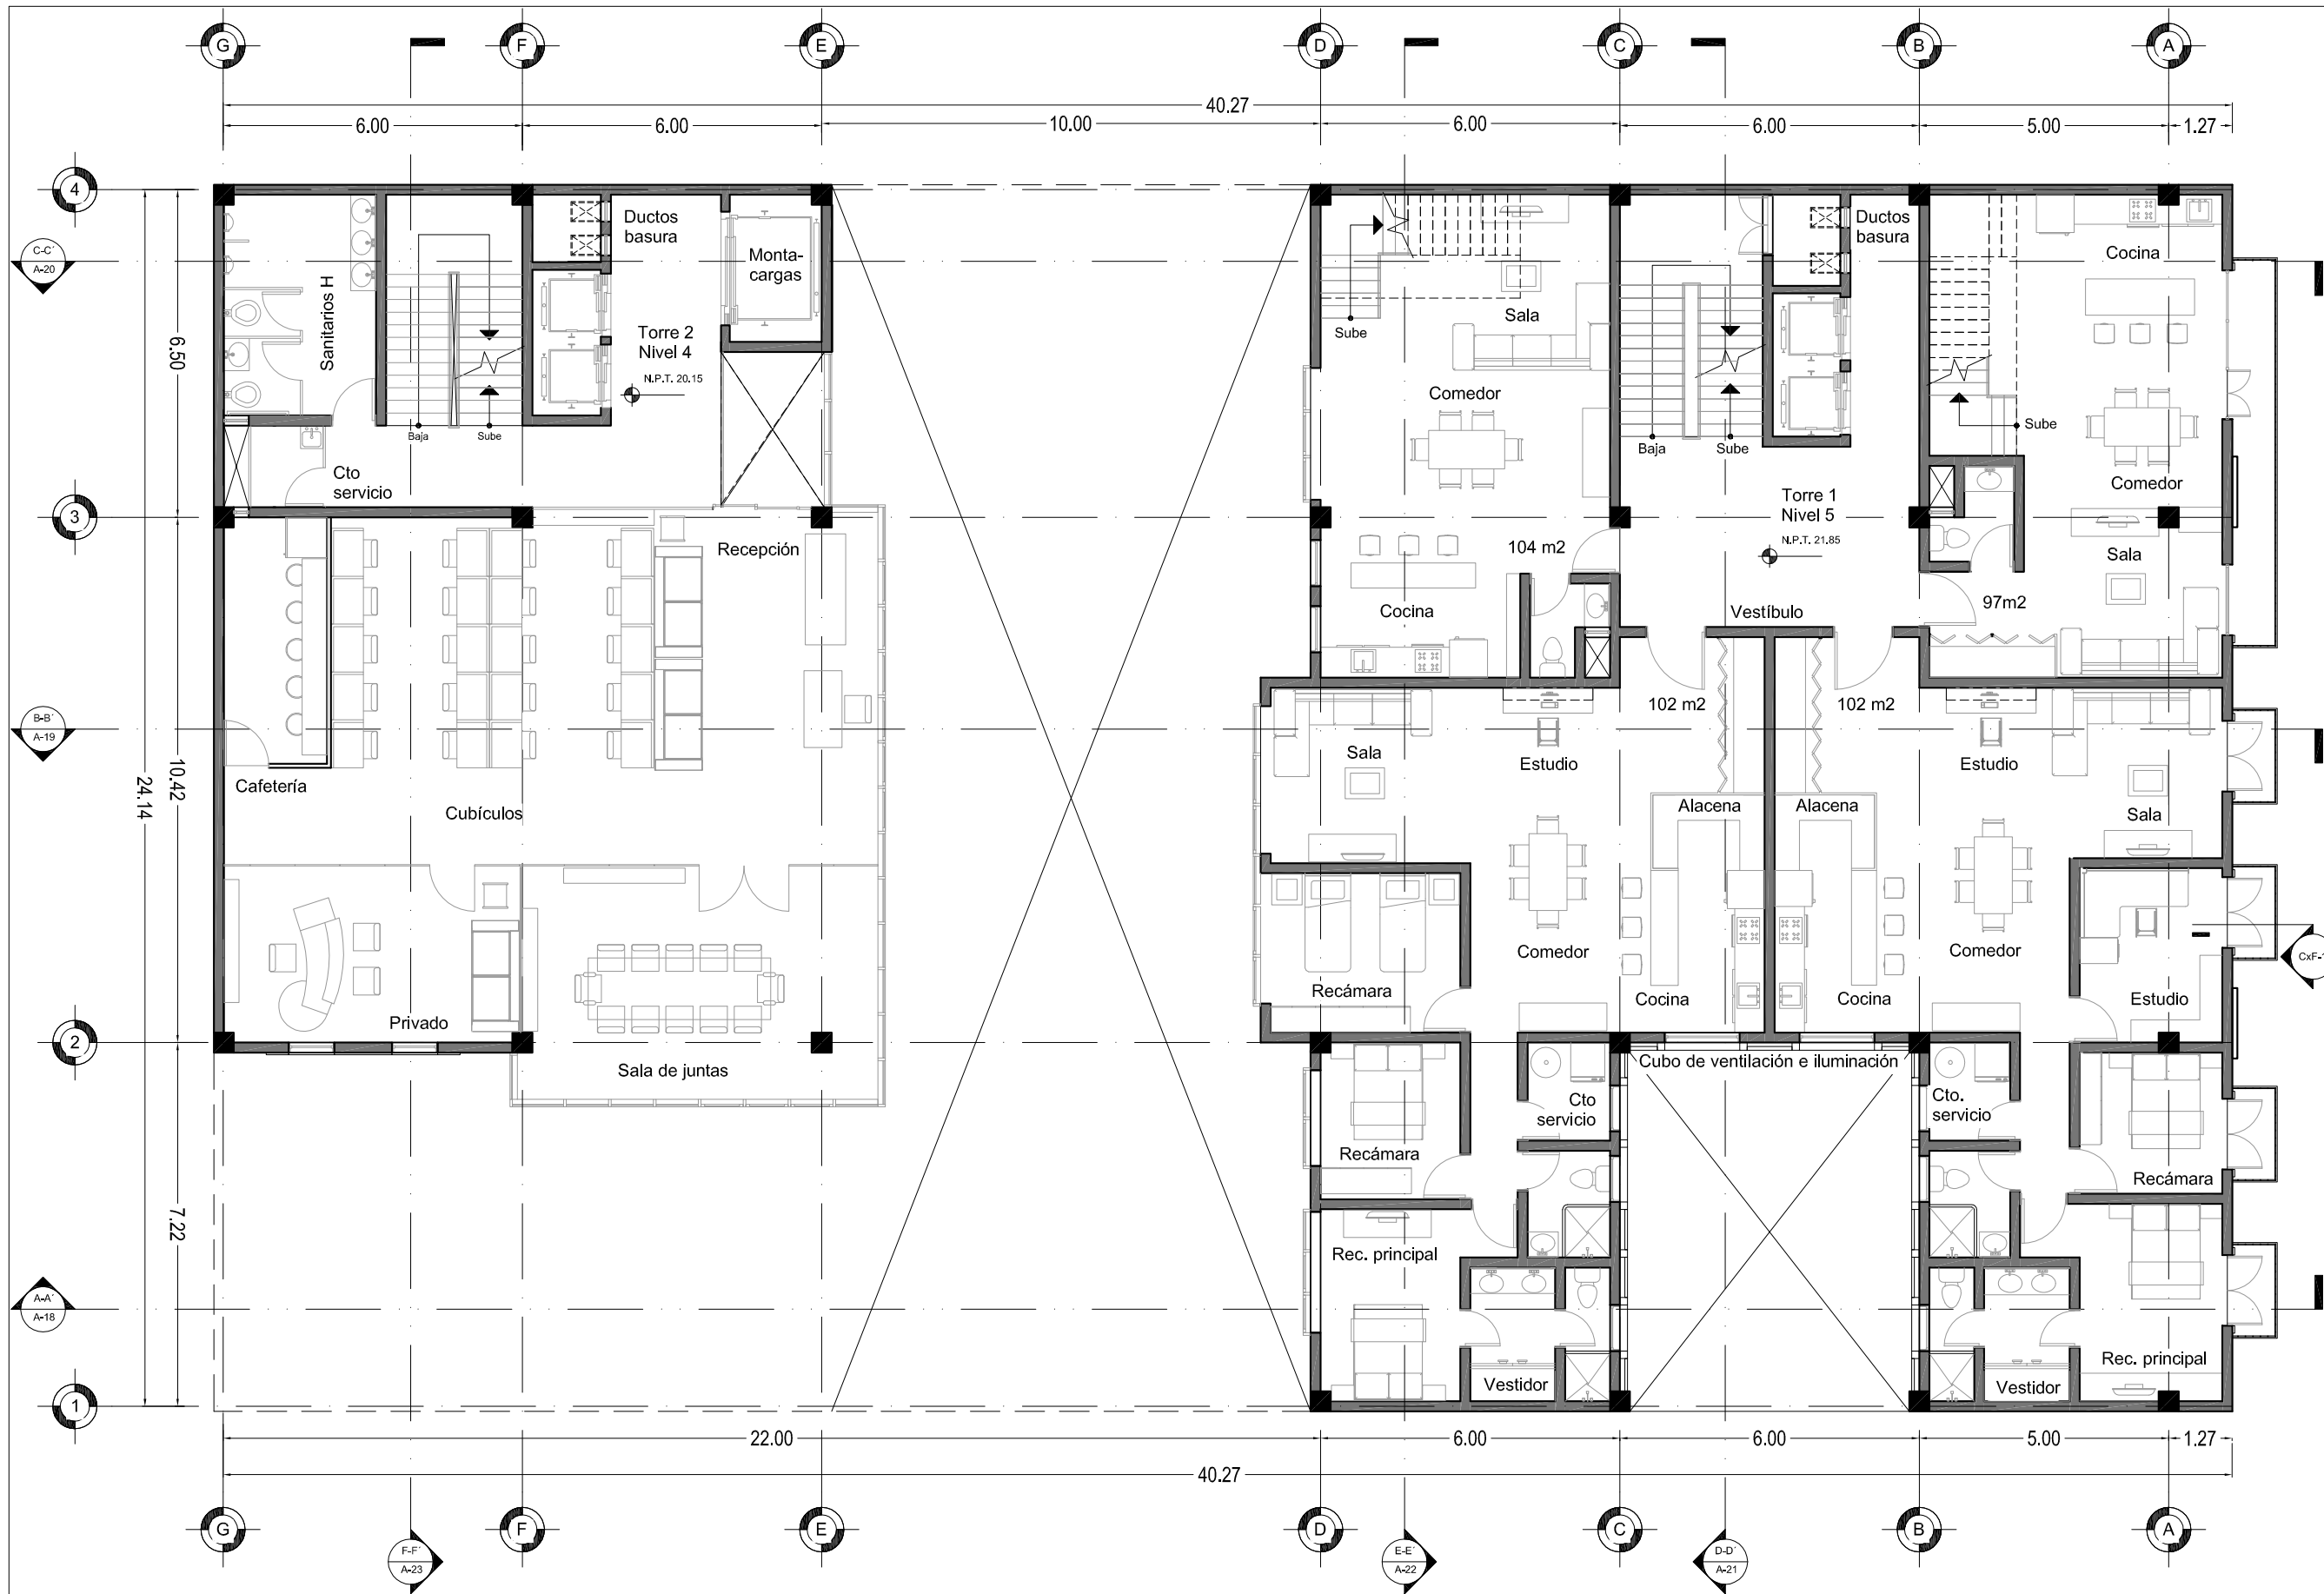 G
F
E
D
C
B
A
40.27
6.00
6.00
10.00
6.00
6.00
5.00
1.27
4
C-C'
A-20
Sanitarios H
Ductos
basura
Monta-
cargas
Torre 2
Nivel 4
N.P.T. 20.15
Baja
Sube
Cto
servicio
6.50
Sube
Sala
Comedor
Ductos
basura
Baja
Sube
Cocina
Sube
Comedor
3
Recepción
104 m2
Cocina
Torre 1
Nivel 5
N.P.T. 21.85
Vestíbulo
Sala
97m2
B-B'
A-19
10.42
24.14
Cafetería
Cubículos
Sala
Estudio
102 m2
Alacena
102 m2
Alacena
Estudio
Sala
Comedor
Cocina
Cocina
Comedor
Estudio
CxF-
Recámara
Privado
2
Sala de juntas
Cubo de ventilación e iluminación
Cto
servicio
Cto.
servicio
Recámara
Recámara
7.22
Rec. principal
Vestidor
Vestidor
Rec. principal
A-A'
A-18
1
22.00
6.00
6.00
5.00
1.27
40.27
G
F
E
D
C
B
A
F-F'
A-23
E-E'
A-22
D-D'
A-21